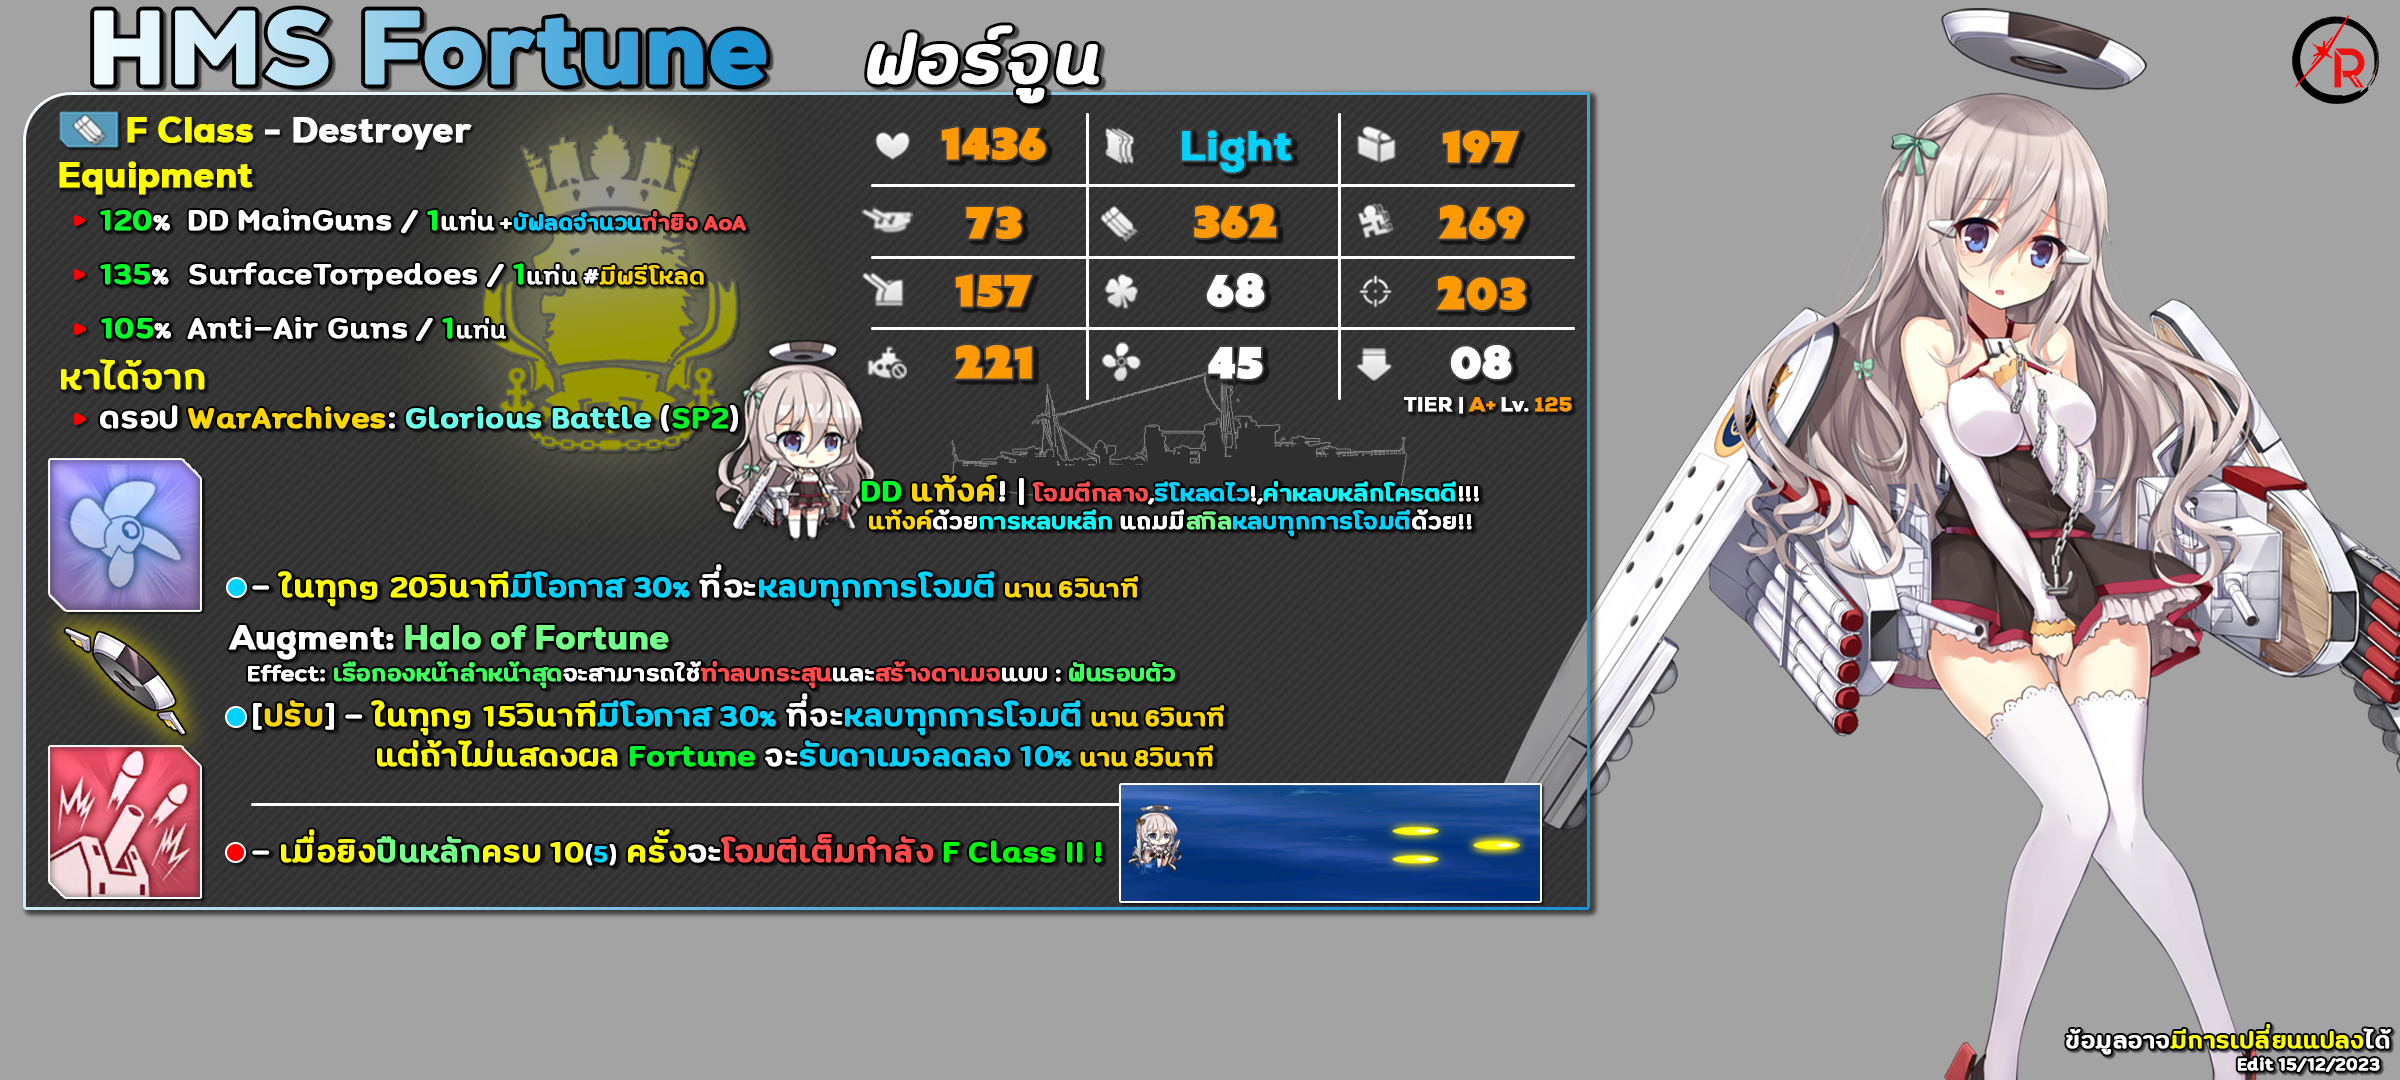 HMS Fortune ฟอร์จูน
F Class - Destroyer
Equipment
120% DD MainGuns / 1แท่น +บัฟลดจำนวนท่ายิง AoA
135% SurfaceTorpedoes / 1แท่น #มีพรีโหลด
105% Anti-Air Guns / 1แท่น
หาได้จาก
ดรอป WarArchives: Glorious Battle (SP2)
1436 Light 197
73 362 269
157 68 203
221 45 08
TIER | A+ Lv. 125
DD แท้งค์! | โจมตีกลาง,รีโหลดไว!,ค่าหลบหลีกโครตดี!!!
แท้งค์ด้วยการหลบหลีก แถมมีสกิลหลบทุกการโจมตีด้วย!!
- ในทุกๆ 20วินาทีมีโอกาส 30% ที่จะหลบทุกการโจมตี นาน 6วินาที
Augment: Halo of Fortune
Effect: เรือกองหน้าลำหน้าสุดจะสามารถใช้ท่าลบกระสุนและสร้างดาเมจแบบ : ฟันรอบตัว
[ปรับ] - ในทุกๆ 15วินาทีมีโอกาส 30% ที่จะหลบทุกการโจมตี นาน 6วินาที
แต่ถ้าไม่แสดงผล Fortune จะรับดาเมจลดลง 10% นาน 8วินาที
- เมื่อยิงปืนหลักครบ 10(5) ครั้งจะโจมตีเต็มกำลัง F Class II !
R
ข้อมูลอาจมีการเปลี่ยนแปลงได้
Edit 15/12/2023